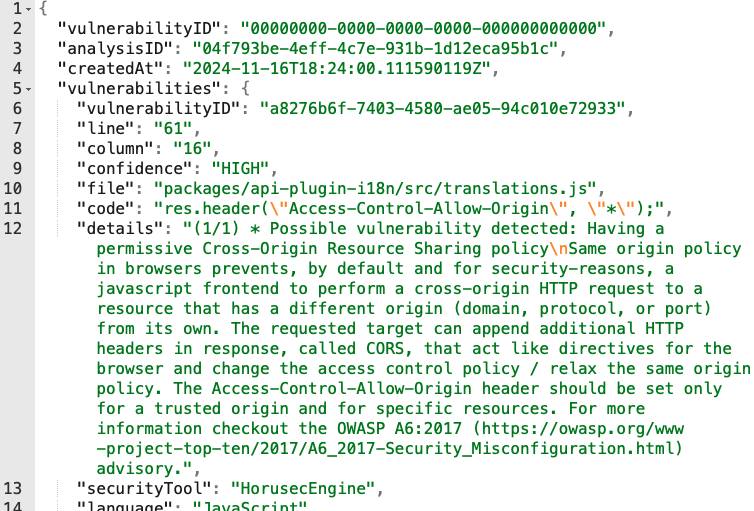 1 {
2 "vulnerabilityID": "00000000-0000-0000-0000-000000000000",
3 "analysisID": "04f793be-4eff-4c7e-931b-1d12eca95b1c",
4 "createdAt": "2024-11-16T18:24:00.111590119Z",
5 "vulnerabilities": {
6 "vulnerabilityID": "a8276b6f-7403-4580-ae05-94c010e72933",
7 "line": "61",
8 "column": "16",
9 "confidence": "HIGH",
10 "file": "packages/api-plugin-i18n/src/translations.js",
11 "code": "res.header(\"Access-Control-Allow-Origin\", \"*\");",
12 "details": "(1/1) * Possible vulnerability detected: Having a
permissive Cross-Origin Resource Sharing policy\nSame origin policy
in browsers prevents, by default and for security-reasons, a
javascript frontend to perform a cross-origin HTTP request to a
resource that has a different origin (domain, protocol, or port)
from its own. The requested target can append additional HTTP
headers in response, called CORS, that act like directives for the
browser and change the access control policy / relax the same origin
policy. The Access-Control-Allow-Origin header should be set only
for a trusted origin and for specific resources. For more
information checkout the OWASP A6:2017 (https://owasp.org/www
-project-top-ten/2017/A6_2017-Security_Misconfiguration.html)
advisory.",
13 "securityTool": "HorusecEngine",
14 "language": "JavaScript"